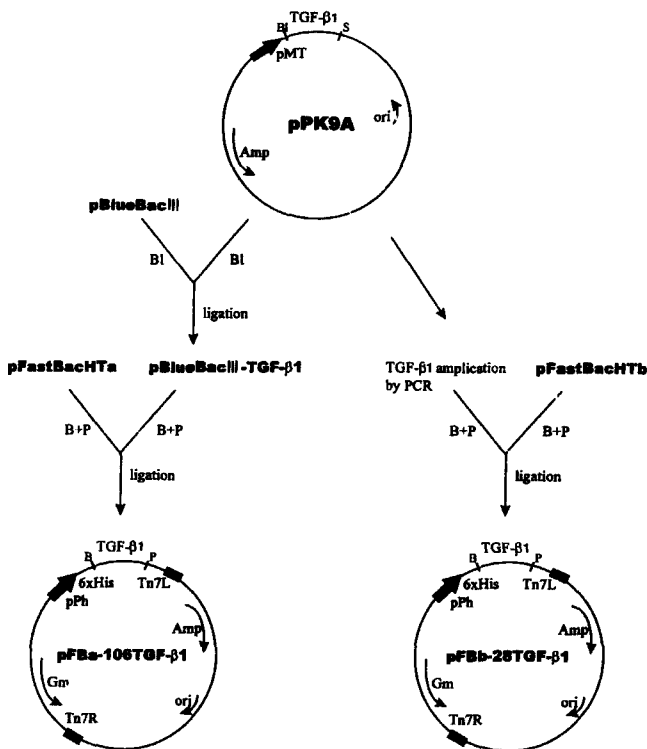 TGF-β1
Bl
S
pMT
pPK9A
ori
Amp
pBlueBacIII
Bl
Bl
ligation
pFastBacHTa
pBlueBacIII-TGF-β1
TGF-β1 amplication
by PCR
pFastBacHTb
B+P
B+P
B+P
B+P
ligation
ligation
TGF-β1
B
P
6xHis
Tn7L
pPh
Amp
pFBa-106TGF-β1
Gm
ori
Tn7R
TGF-β1
B
P
6xHis
Tn7L
pPh
Amp
pFBb-28TGF-β1
Gm
ori
Tn7R